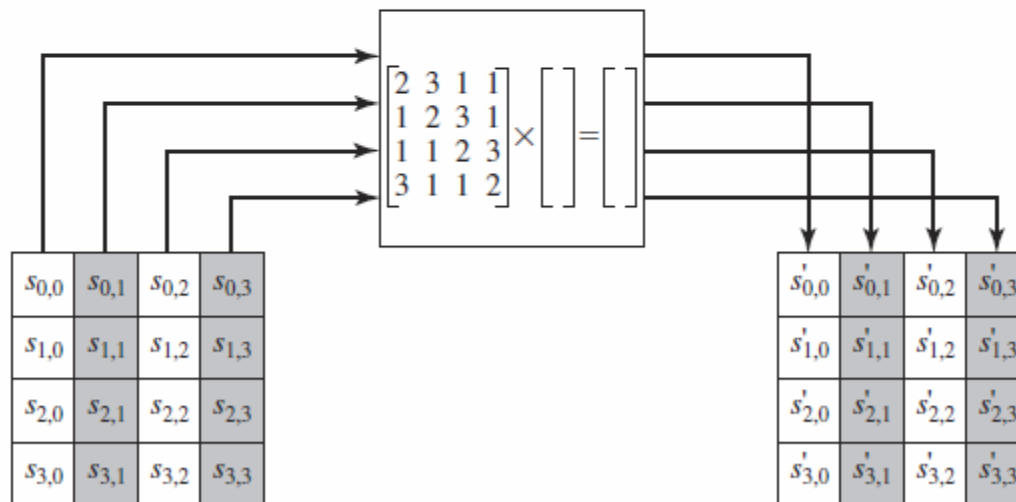 2 3 1 1
1 2 3 1
1 1 2 3
3 1 1 2
× =
s0,0 s0,1 s0,2 s0,3
s1,0 s1,1 s1,2 s1,3
s2,0 s2,1 s2,2 s2,3
s3,0 s3,1 s3,2 s3,3
s'0,0 s'0,1 s'0,2 s'0,3
s'1,0 s'1,1 s'1,2 s'1,3
s'2,0 s'2,1 s'2,2 s'2,3
s'3,0 s'3,1 s'3,2 s'3,3